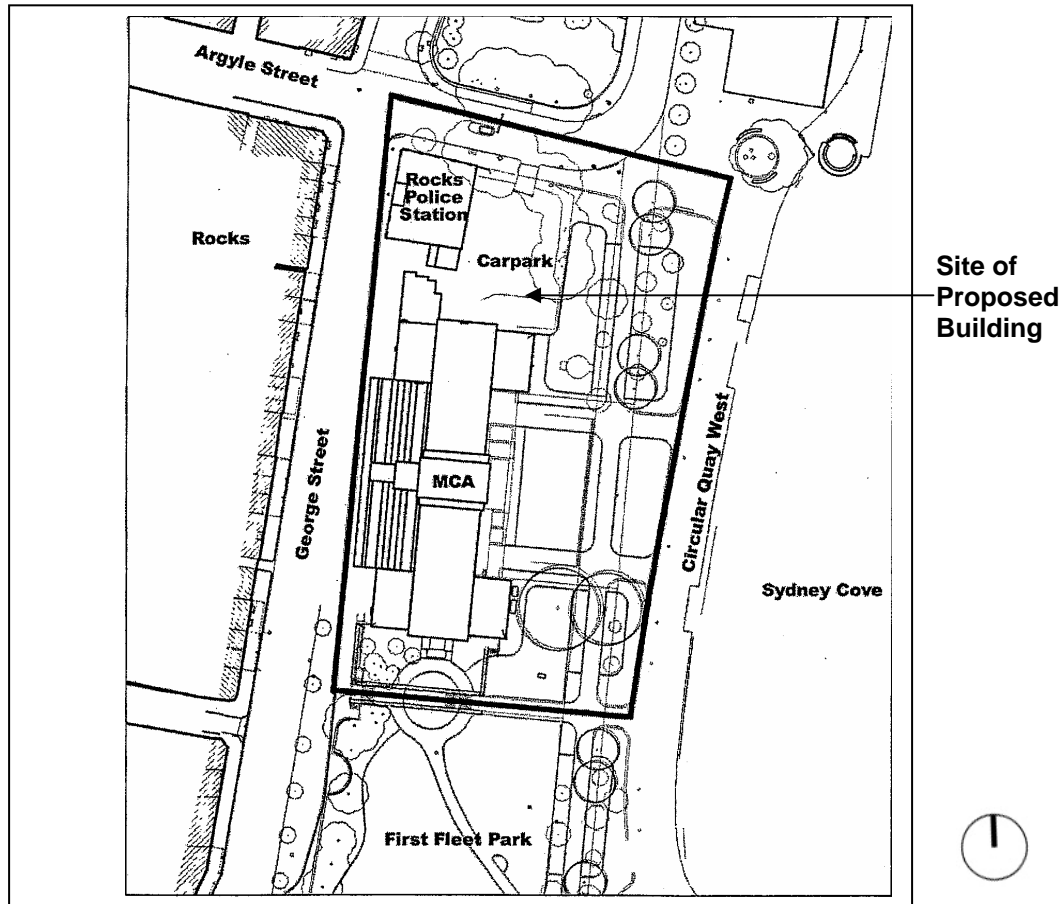 Argyle Street
Rocks
Police
Station
Rocks
Carpark
Site of
Proposed
Building
George Street
MCA
Circular Quay West
Sydney Cove
First Fleet Park